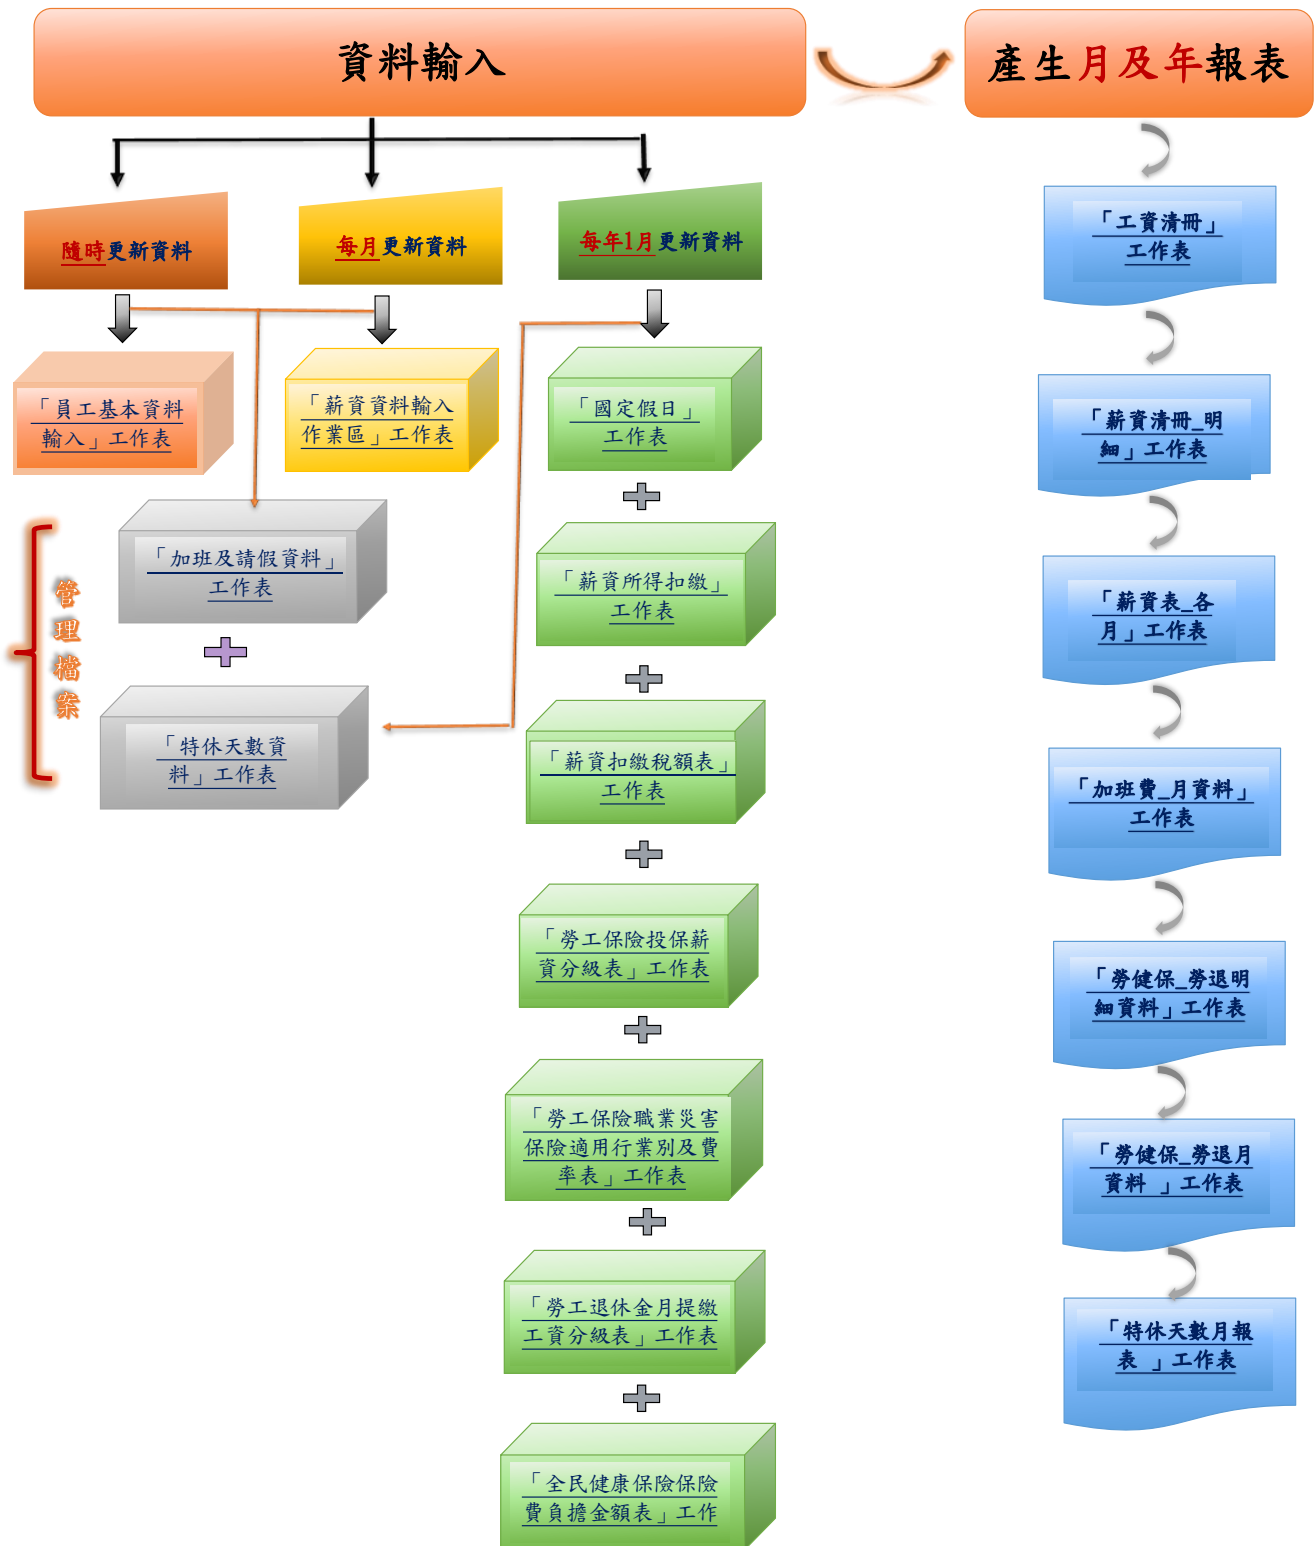 資料輸入
產生月及年報表
隨時更新資料
每月更新資料
每年1月更新資料
「員工基本資料
輸入」工作表
「薪資資料輸入
作業區」工作表
「國定假日」
工作表
管
理
檔
案
「加班及請假資料」
工作表
「特休天數資
料」工作表
「薪資所得扣繳」
工作表
「薪資扣繳稅額表」
工作表
「勞工保險投保薪
資分級表」工作表
「勞工保險職業災害
保險適用行業別及費
率表」工作表
「勞工退休金月提繳
工資分級表」工作表
「全民健康保險保險
費負擔金額表」工作
「工資清冊」
工作表
「薪資清冊_明
細」工作表
「薪資表_各
月」工作表
「加班費_月資料」
工作表
「勞健保_勞退明
細資料」工作表
「勞健保_勞退月
資料 」工作表
「特休天數月報
表 」工作表